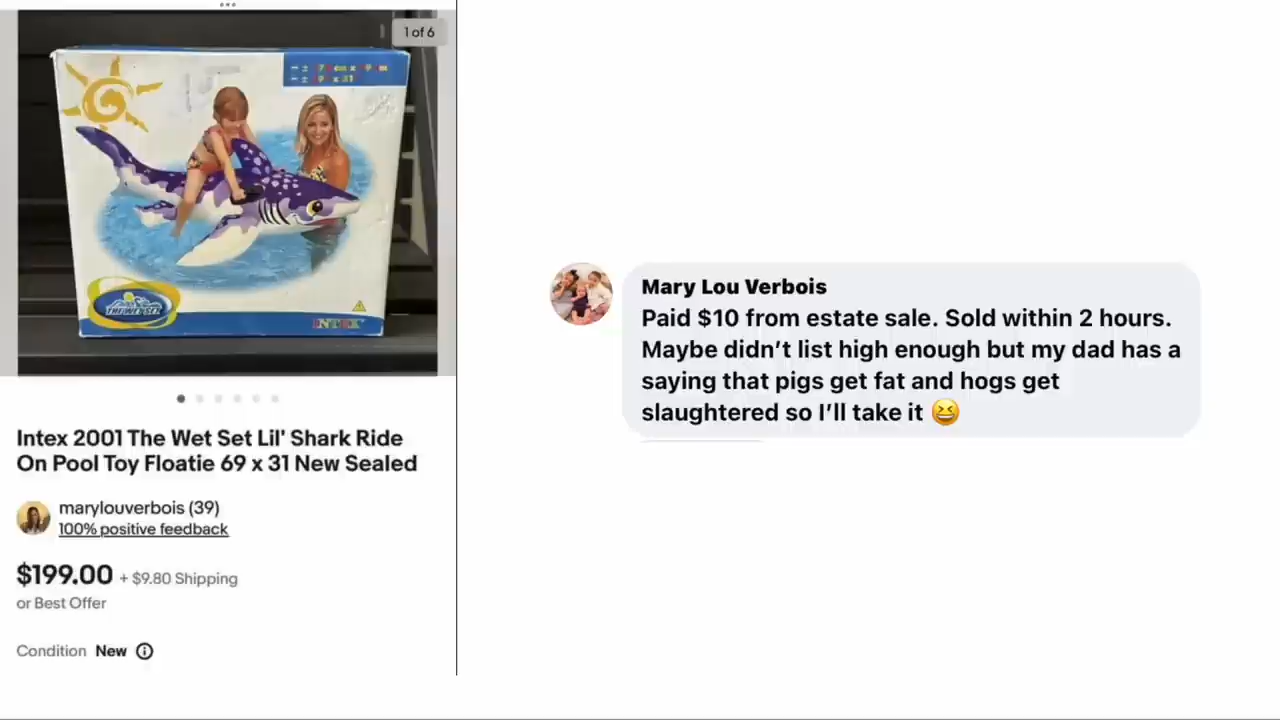 1 of 6
INTEX
Intex 2001 The Wet Set Lil' Shark Ride
On Pool Toy Floatie 69 x 31 New Sealed
marylouverbois (39)
100% positive feedback
$199.00 + $9.80 Shipping
or Best Offer
Condition New
Mary Lou Verbois
Paid $10 from estate sale. Sold within 2 hours.
Maybe didn’t list high enough but my dad has a
saying that pigs get fat and hogs get
slaughtered so I’ll take it 😆